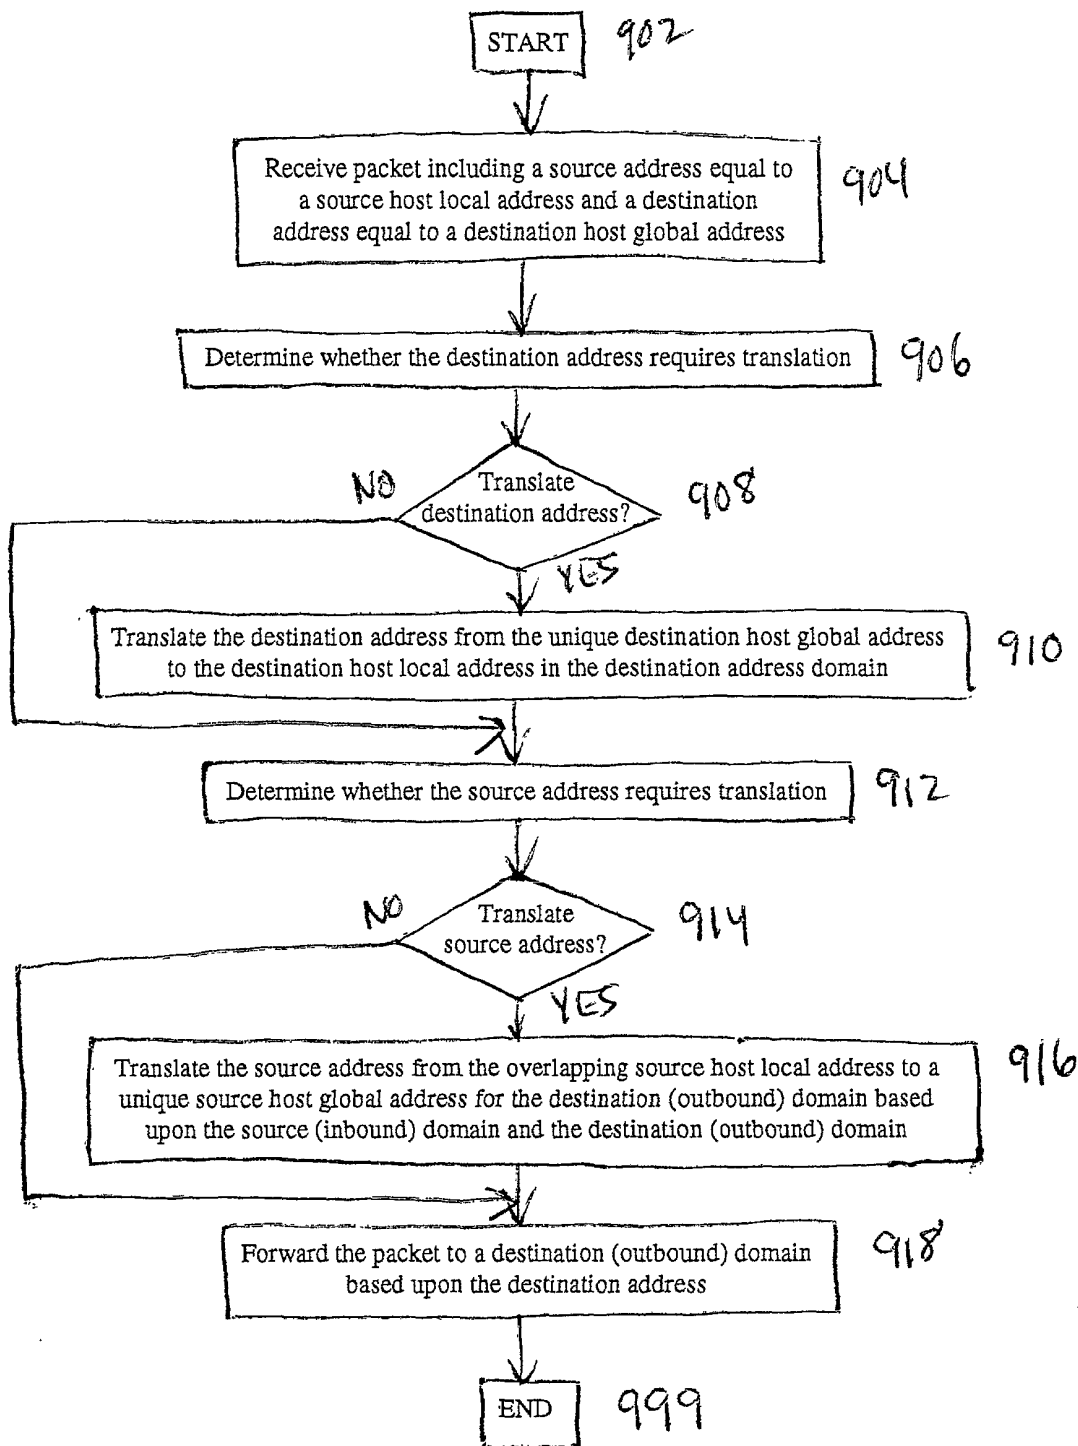 START 902
Receive packet including a source address equal to
a source host local address and a destination
address equal to a destination host global address
904
Determine whether the destination address requires translation 906
NO
Translate
destination address?
908
YES
Translate the destination address from the unique destination host global address
to the destination host local address in the destination address domain
910
Determine whether the source address requires translation 912
NO
Translate
source address?
914
YES
Translate the source address from the overlapping source host local address to a
unique source host global address for the destination (outbound) domain based
upon the source (inbound) domain and the destination (outbound) domain
916
Forward the packet to a destination (outbound) domain
based upon the destination address
918
END 999